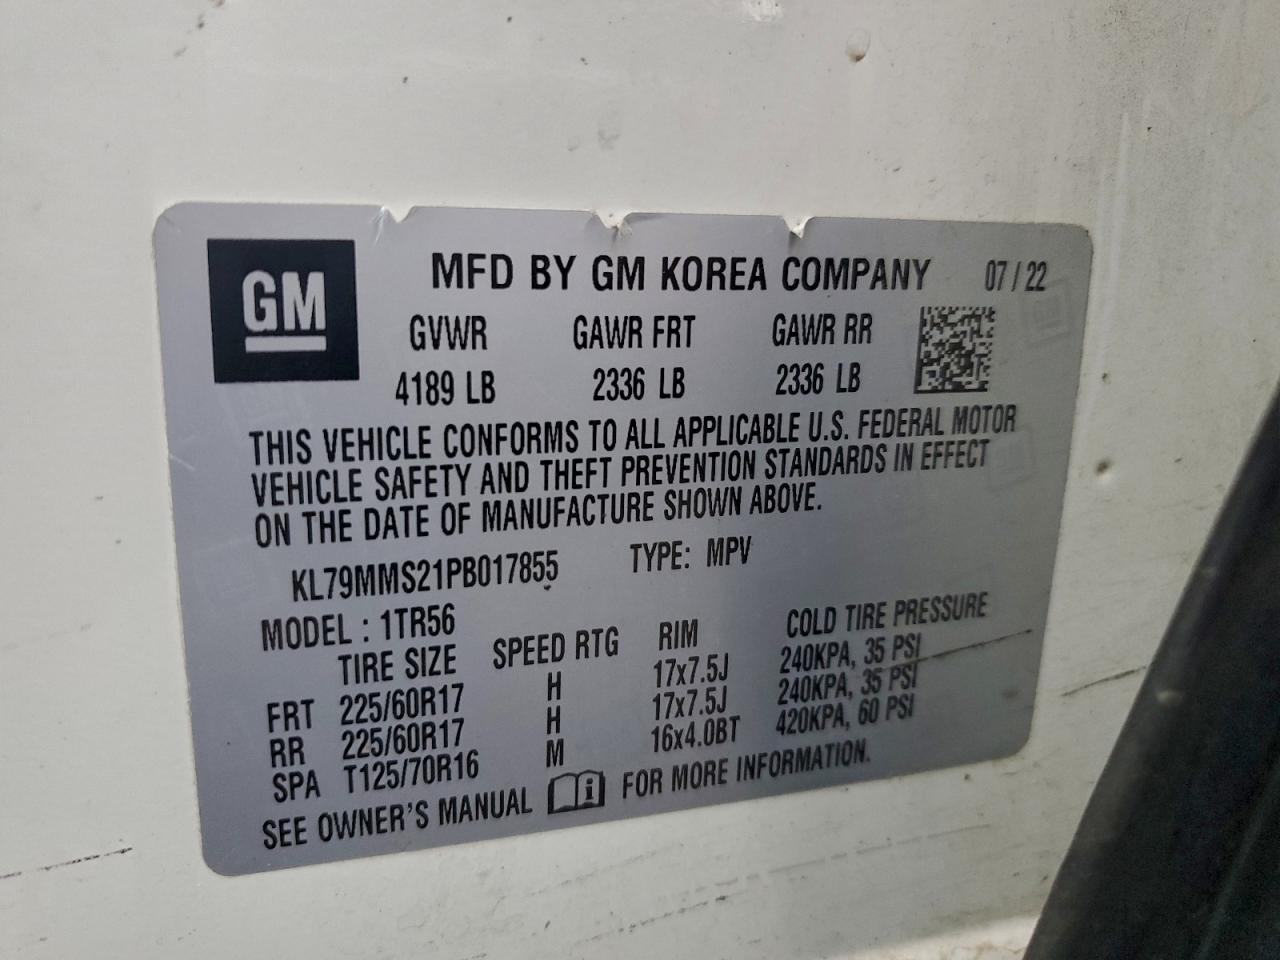 GM
MFD BY GM KOREA COMPANY 07 / 22
GVWR GAWR FRT GAWR RR
4189 LB 2336 LB 2336 LB
THIS VEHICLE CONFORMS TO ALL APPLICABLE U.S. FEDERAL MOTOR
VEHICLE SAFETY AND THEFT PREVENTION STANDARDS IN EFFECT
ON THE DATE OF MANUFACTURE SHOWN ABOVE.
KL79MMS21PB017855 TYPE: MPV
MODEL : 1TR56
TIRE SIZE SPEED RTG RIM COLD TIRE PRESSURE
FRT 225/60R17 H 17x7.5J 240KPA, 35 PSI
RR 225/60R17 H 17x7.5J 240KPA, 35 PSI
SPA T125/70R16 M 16x4.0BT 420KPA, 60 PSI
SEE OWNER'S MANUAL i FOR MORE INFORMATION.